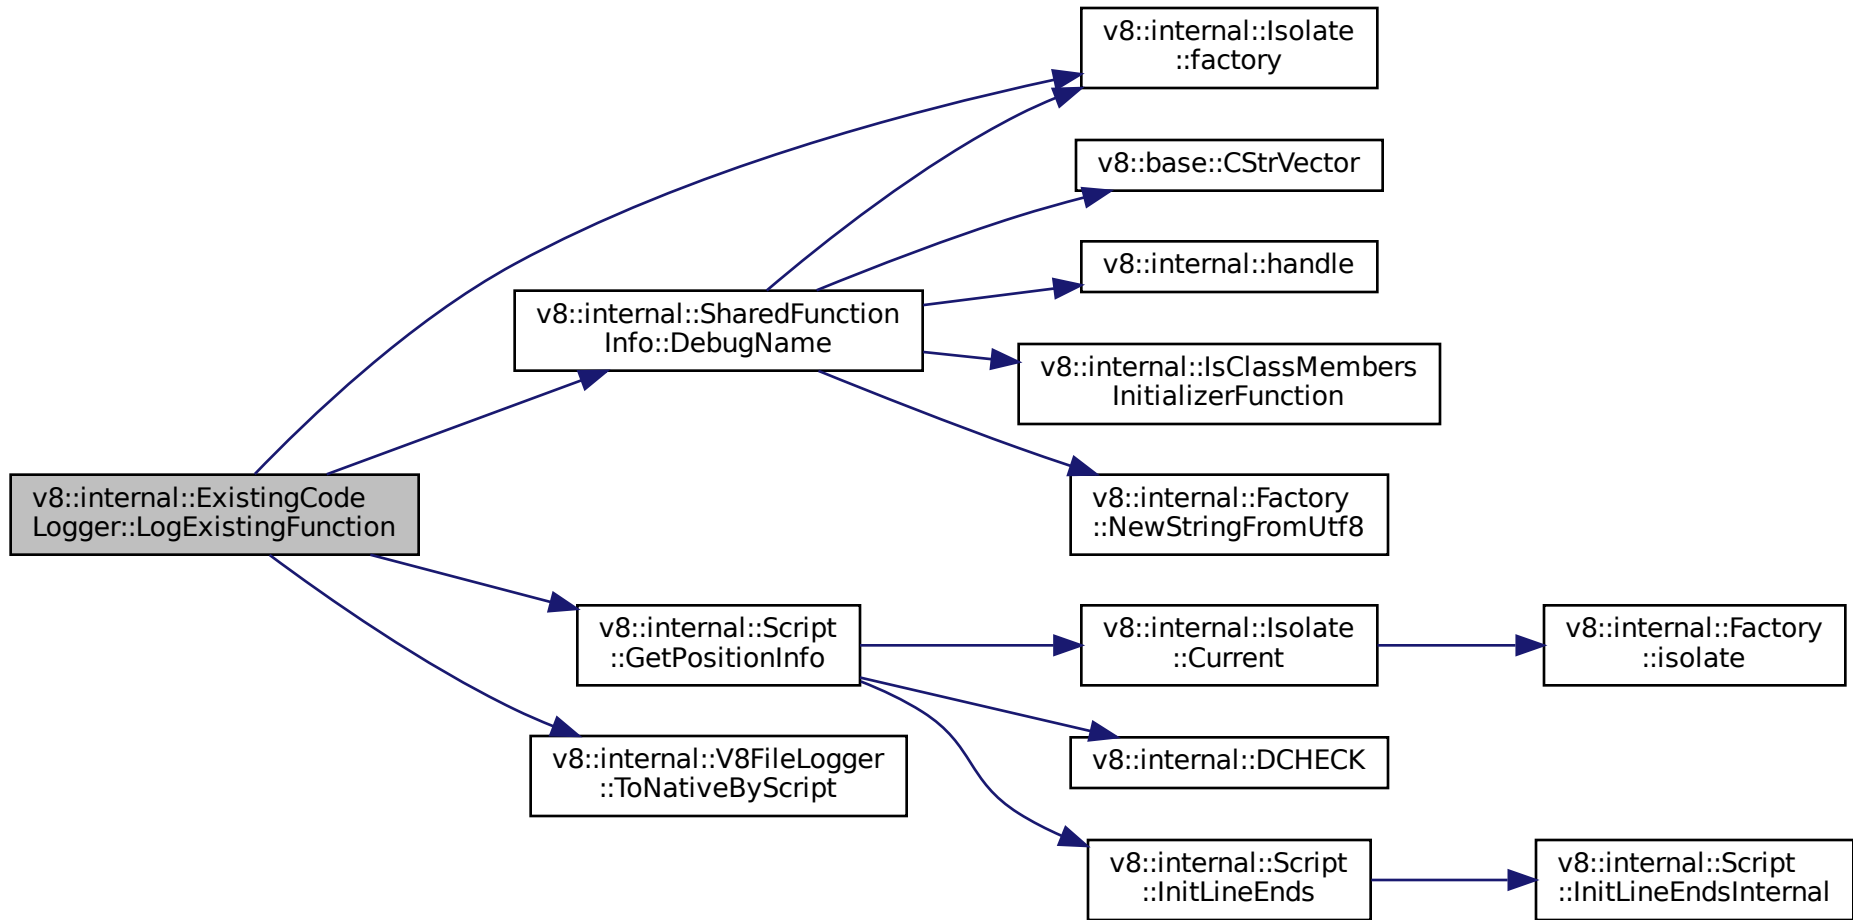 v8::internal::Isolate
::factory
v8::base::CStrVector
v8::internal::handle
v8::internal::SharedFunction
Info::DebugName
v8::internal::IsClassMembers
InitializerFunction
v8::internal::ExistingCode
Logger::LogExistingFunction
v8::internal::Factory
::NewStringFromUtf8
v8::internal::Script
::GetPositionInfo
v8::internal::Isolate
::Current
v8::internal::Factory
::isolate
v8::internal::V8FileLogger
::ToNativeByScript
v8::internal::DCHECK
v8::internal::Script
::InitLineEnds
v8::internal::Script
::InitLineEndsInternal